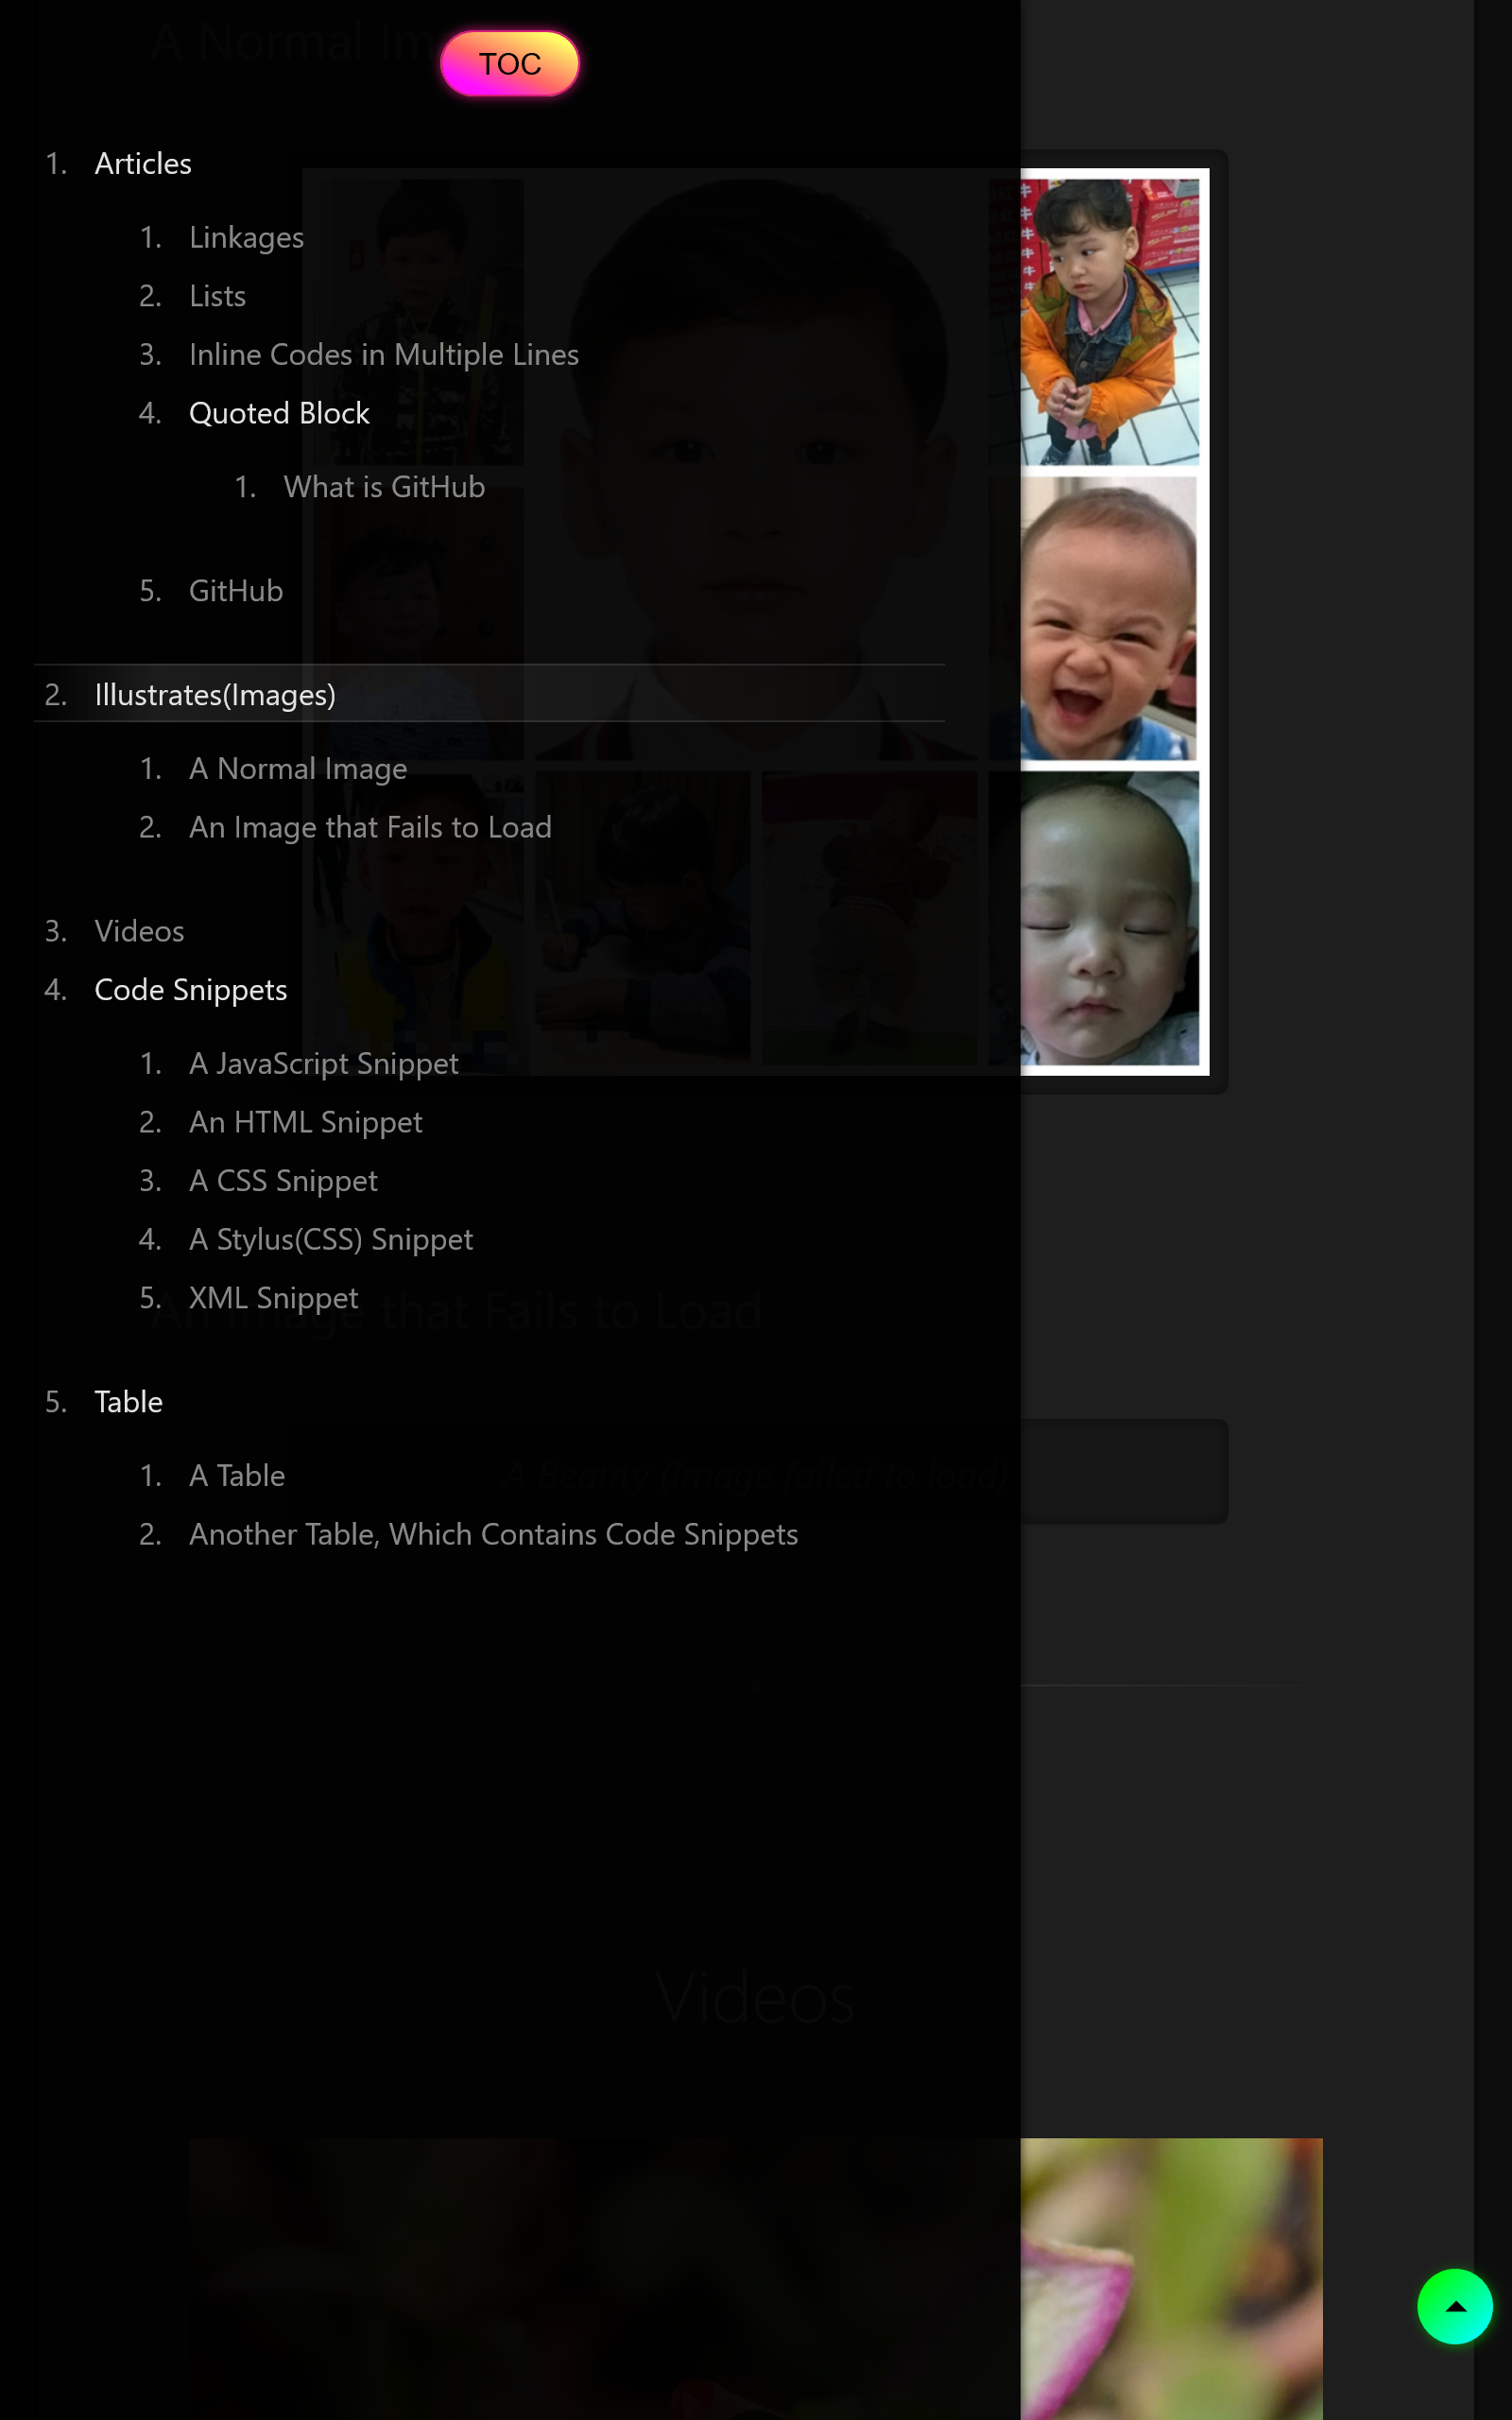 A Normal Im
TOC
1. Articles
1. Linkages
2. Lists
3. Inline Codes in Multiple Lines
4. Quoted Block
1. What is GitHub
5. GitHub
2. Illustrates(Images)
1. A Normal Image
2. An Image that Fails to Load
3. Videos
4. Code Snippets
1. A JavaScript Snippet
2. An HTML Snippet
3. A CSS Snippet
4. A Stylus(CSS) Snippet
5. XML Snippet
An Image that Fails to Load
5. Table
1. A Table
A Beauty (Image failed to load)
2. Another Table, Which Contains Code Snippets
Videos